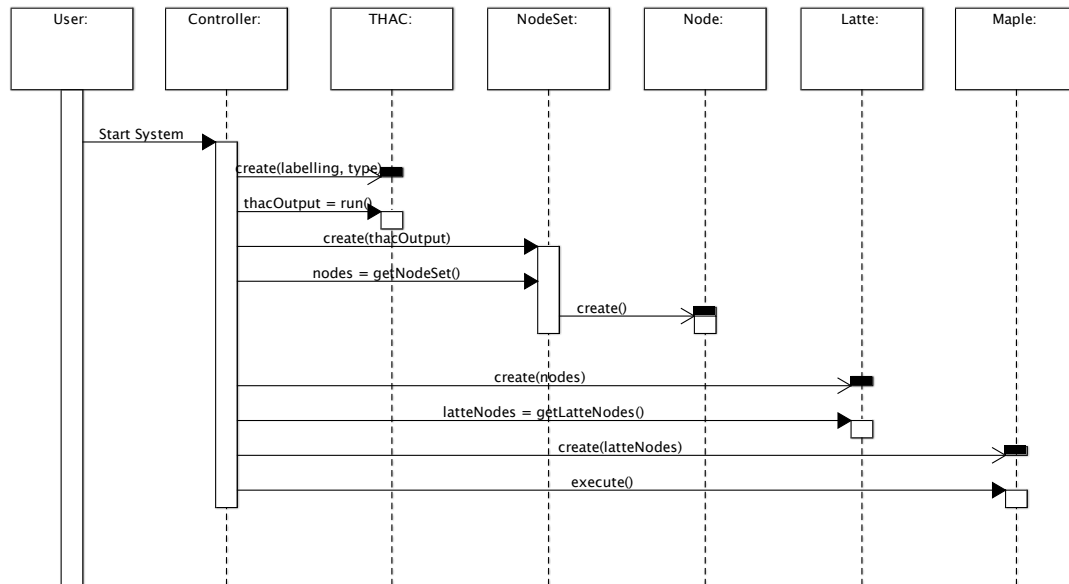 User:
Controller:
THAC:
NodeSet:
Node:
Latte:
Maple:
Start System
create(labelling, type)
thacOutput = run()
create(thacOutput)
nodes = getNodeSet()
create()
create(nodes)
latteNodes = getLatteNodes()
create(latteNodes)
execute()